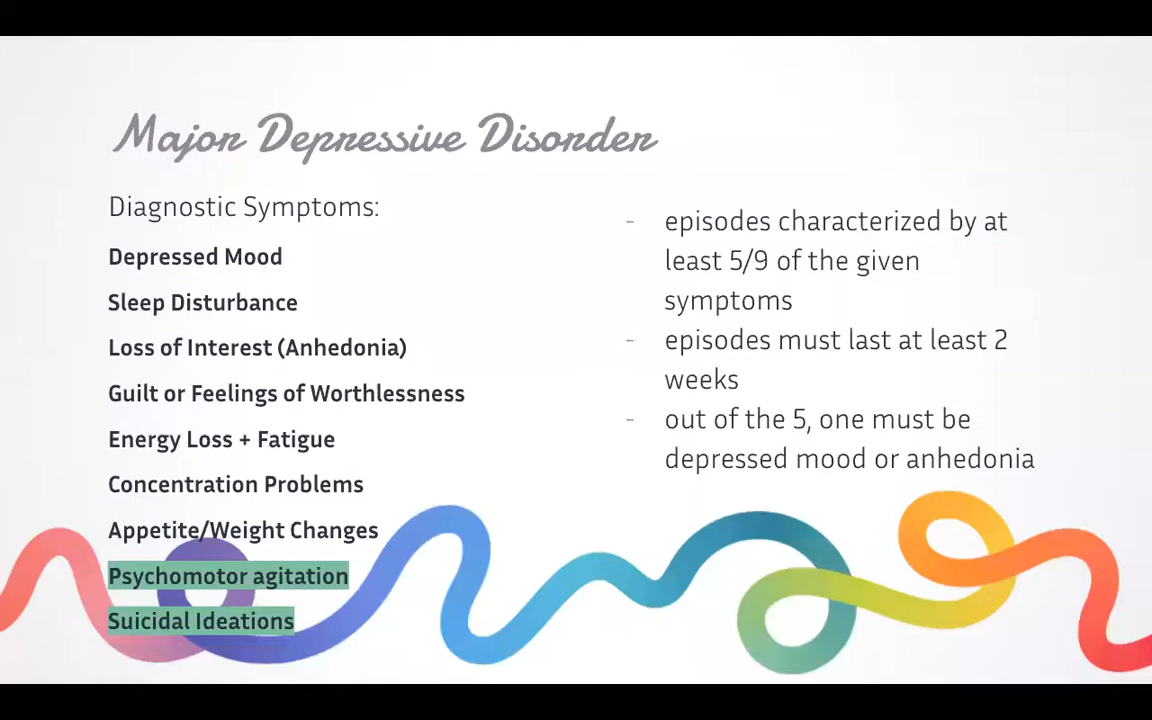 Major Depressive Disorder
Diagnostic Symptoms:
Depressed Mood
Sleep Disturbance
Loss of Interest (Anhedonia)
Guilt or Feelings of Worthlessness
Energy Loss + Fatigue
Concentration Problems
Appetite/Weight Changes
Psychomotor agitation
Suicidal Ideations
- episodes characterized by at
least 5/9 of the given
symptoms
- episodes must last at least 2
weeks
- out of the 5, one must be
depressed mood or anhedonia